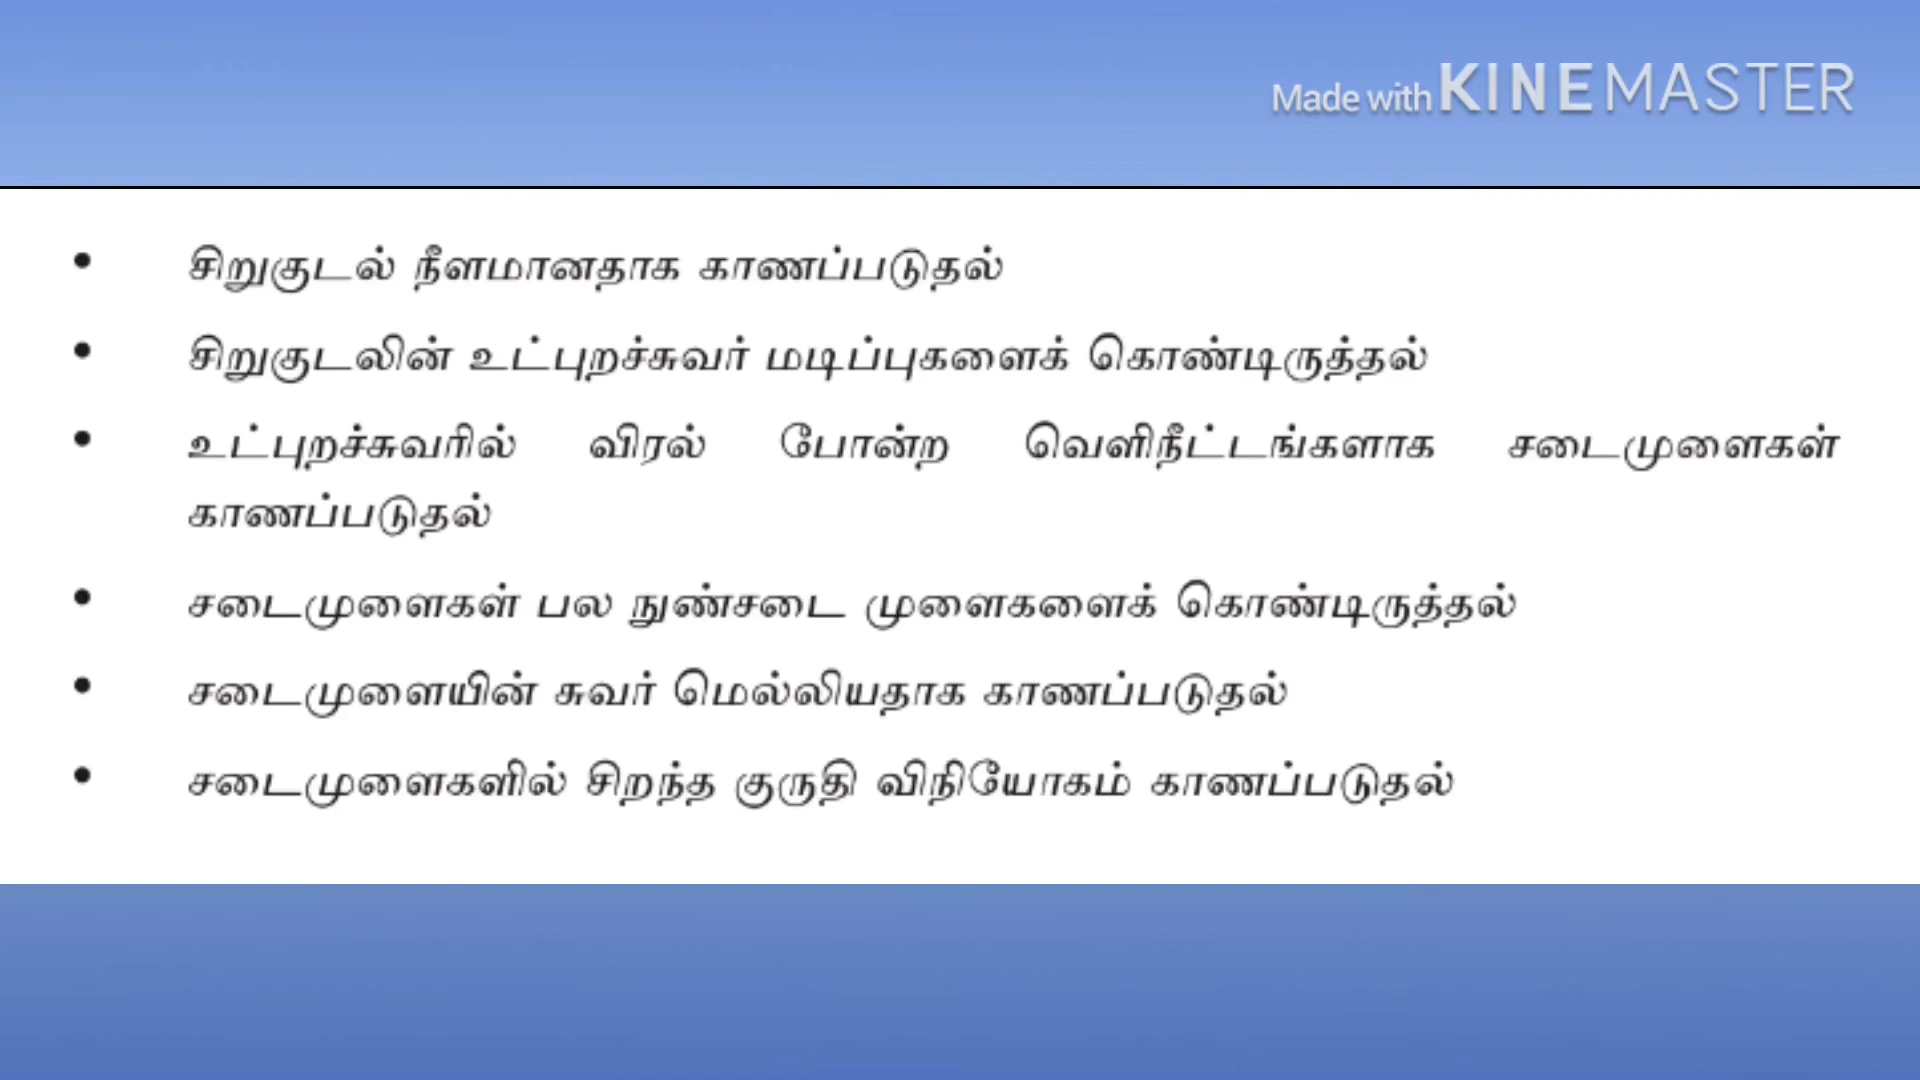 Made with KINEMASTER
• சிறுகுடல் நீளமானதாக காணப்படுதல்
• சிறுகுடலின் உட்புறச்சுவர் மடிப்புகளைக் கொண்டிருத்தல்
• உட்புறச்சுவரில் விரல் போன்ற வெளிநீட்டங்களாக சடைமுளைகள்
காணப்படுதல்
• சடைமுளைகள் பல நுண்சடை முளைகளைக் கொண்டிருத்தல்
• சடைமுளையின் சுவர் மெல்லியதாக காணப்படுதல்
• சடைமுளைகளில் சிறந்த குருதி விநியோகம் காணப்படுதல்